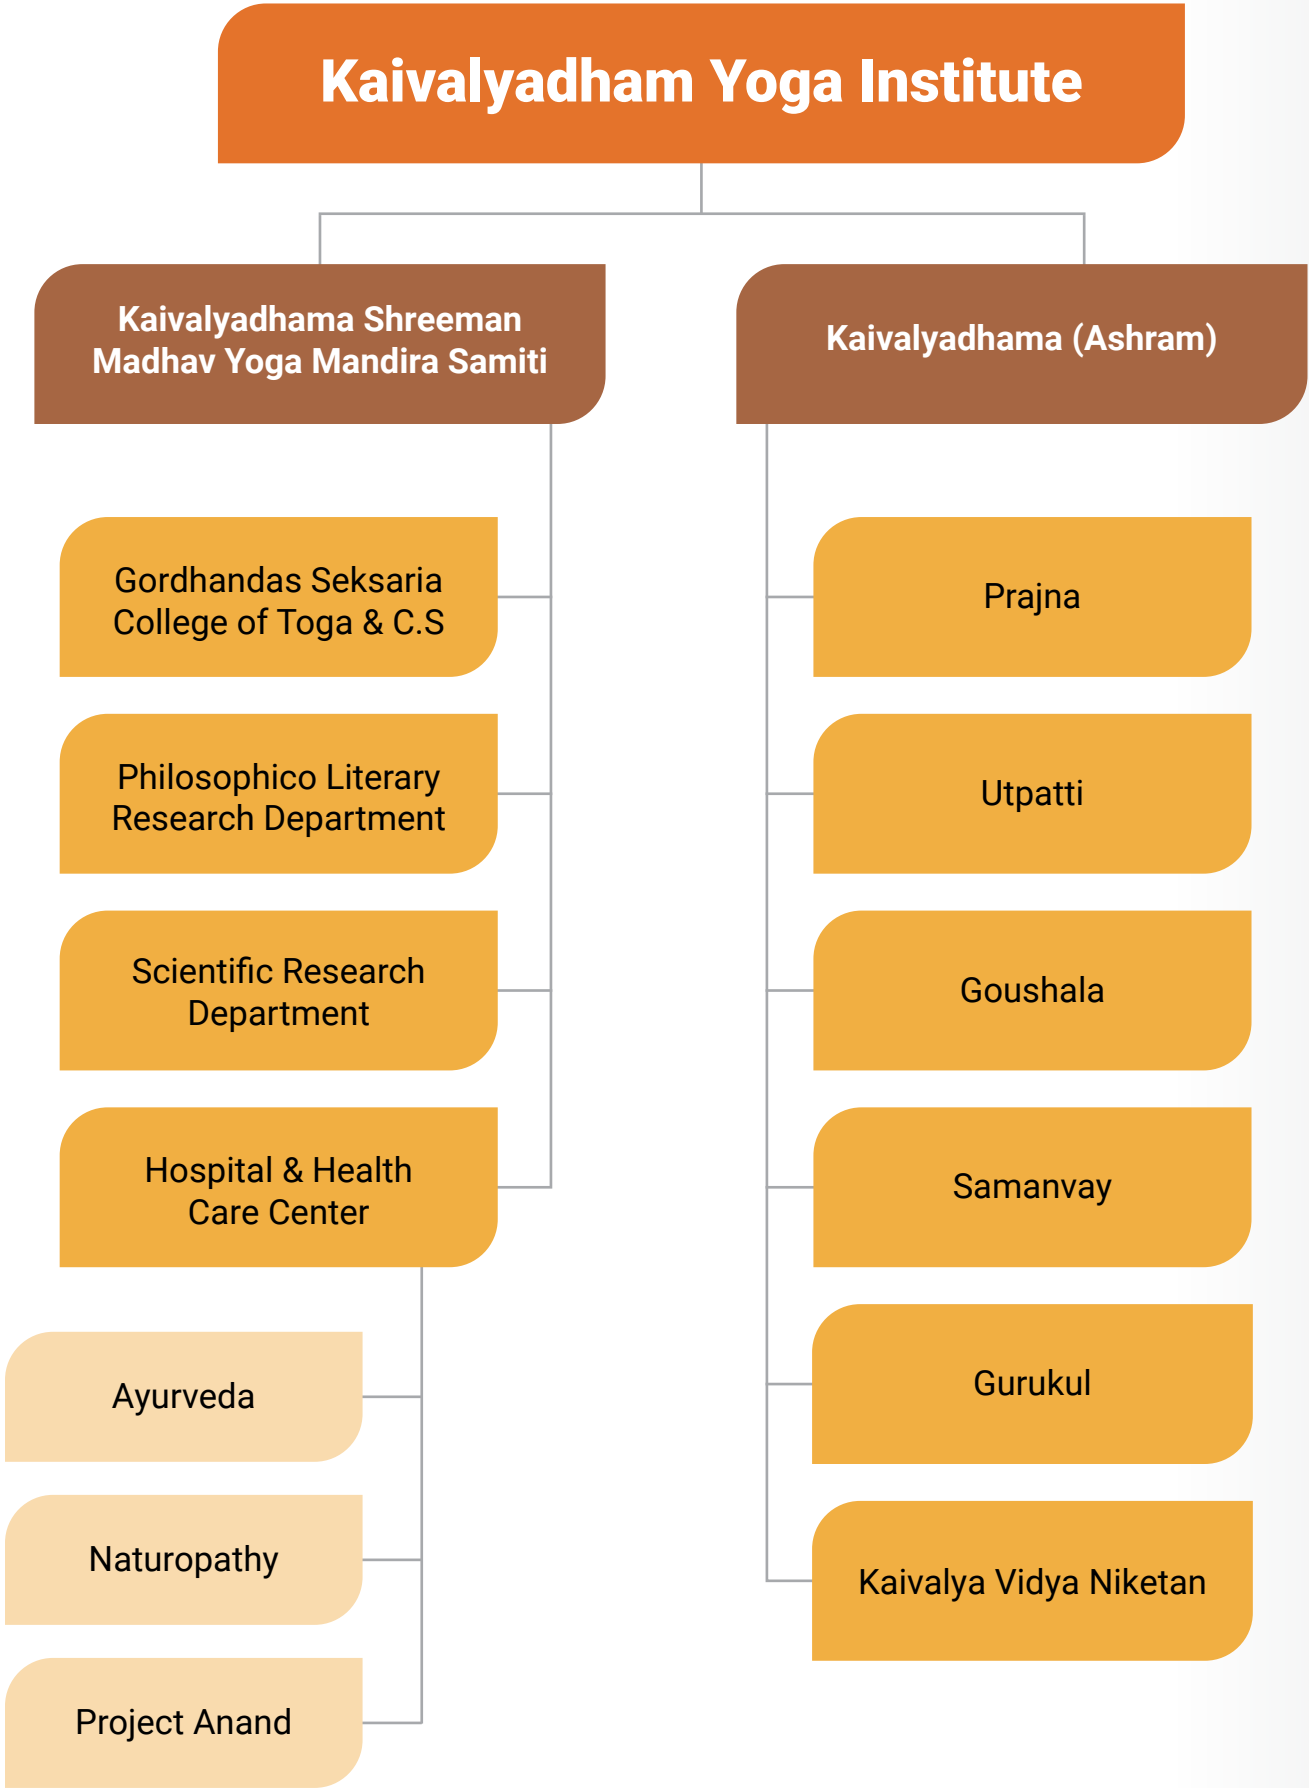 Kaivalyadham Yoga Institute
Kaivalyadhama Shreeman
Madhav Yoga Mandira Samiti
Gordhandas Seksaria
College of Toga & C.S
Philosophico Literary
Research Department
Scientific Research
Department
Hospital & Health
Care Center
Ayurveda
Naturopathy
Project Anand
Kaivalyadhama (Ashram)
Prajna
Utpatti
Goushala
Samanvay
Gurukul
Kaivalya Vidya Niketan